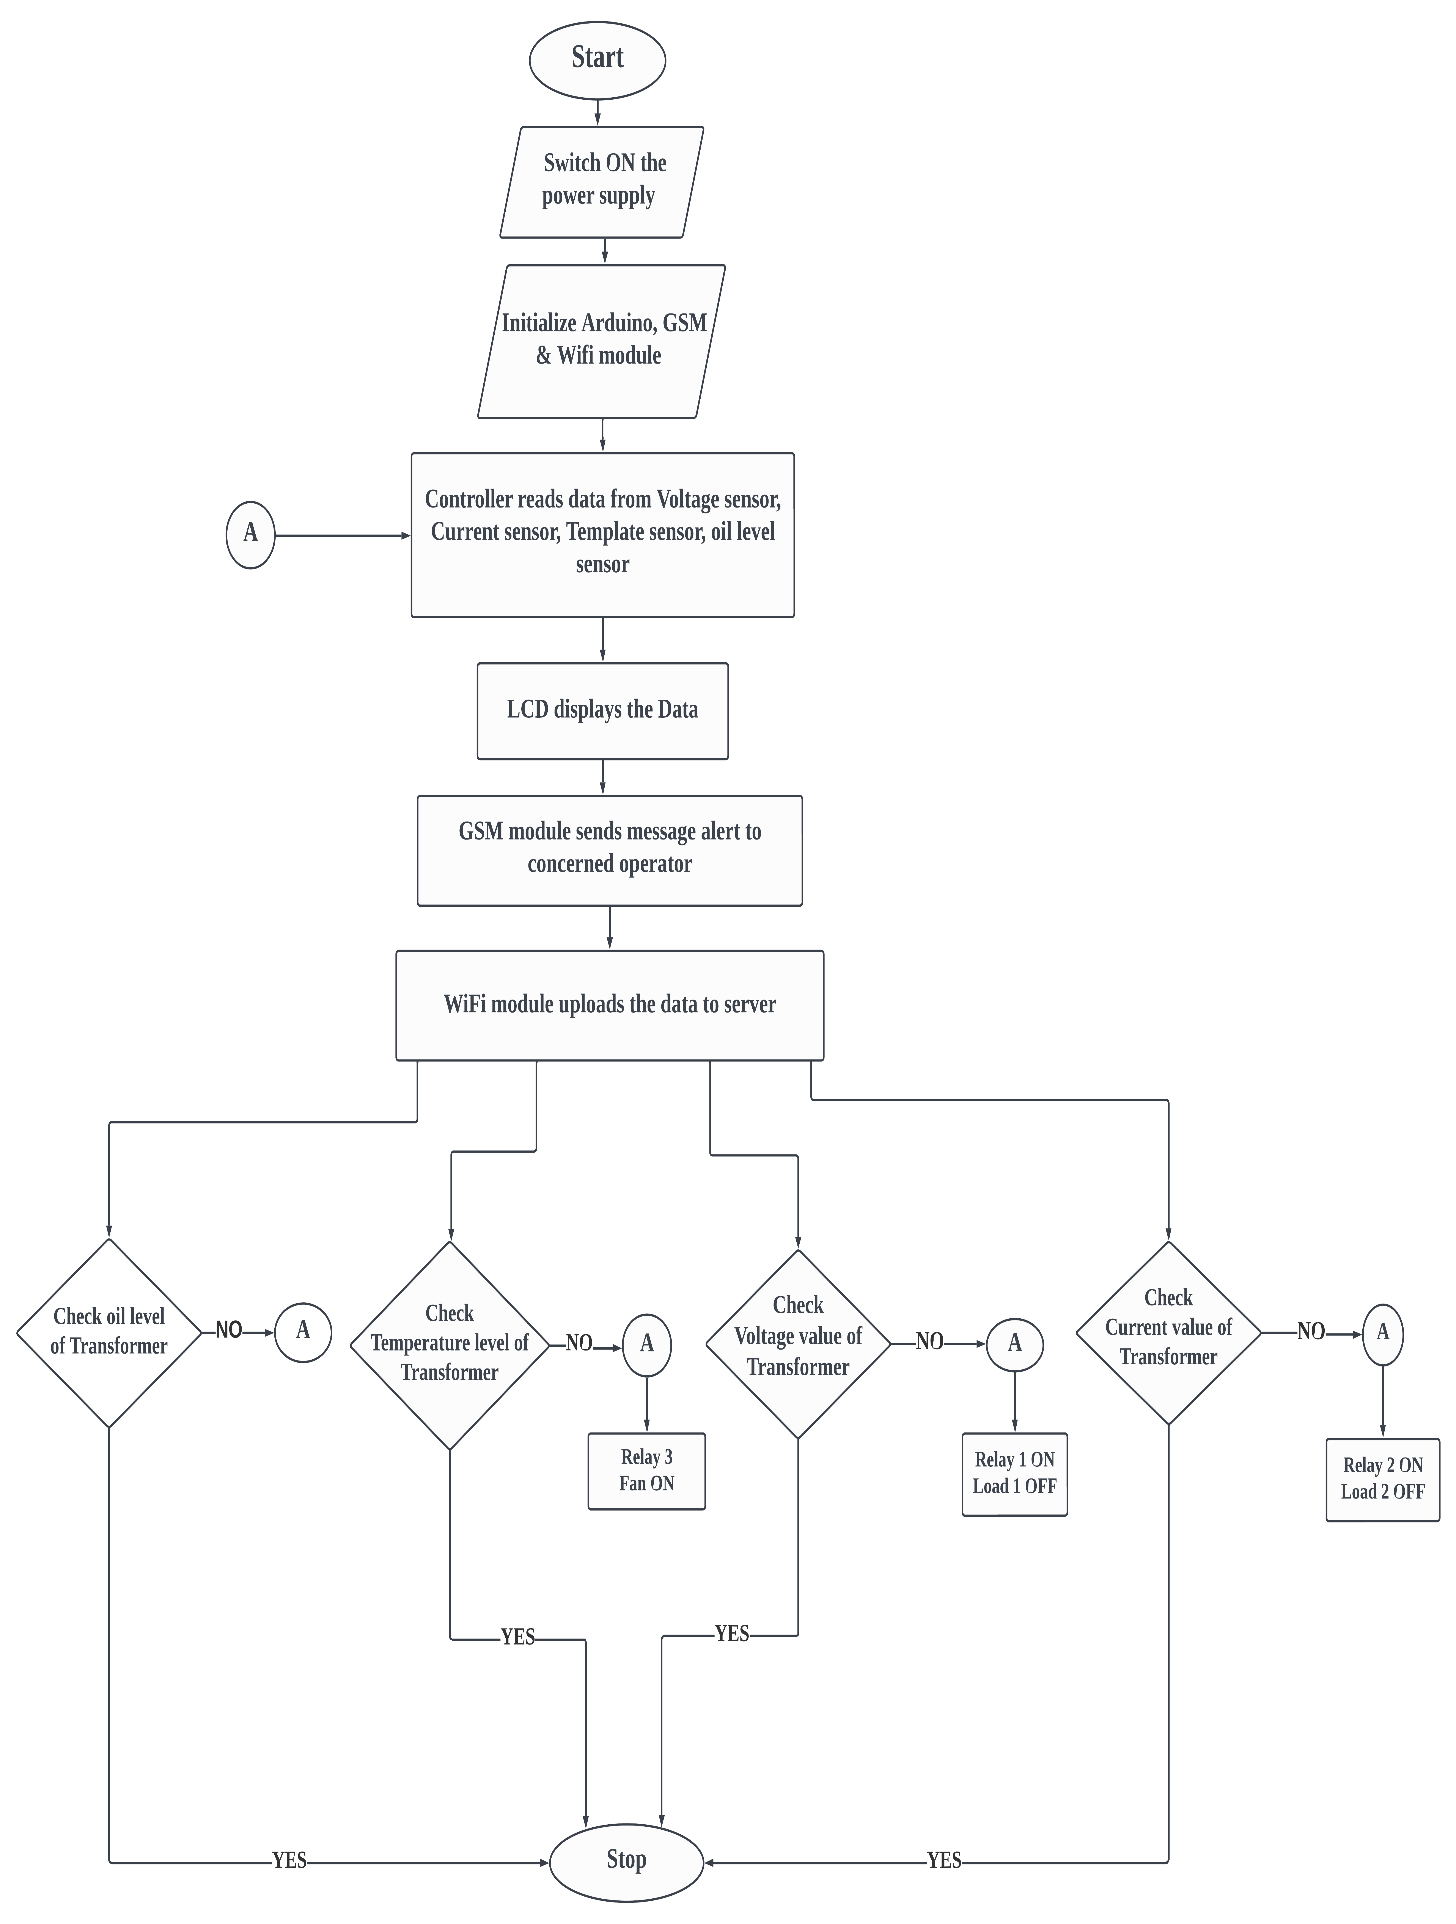 Start
Switch ON the
power supply
Initialize Arduino, GSM
& Wifi module
A
Controller reads data from Voltage sensor,
Current sensor, Template sensor, oil level
sensor
LCD displays the Data
GSM module sends message alert to
concerned operator
WiFi module uploads the data to server
Check oil level
of Transformer
NO
A
Check
Temperature level of
Transformer
NO
A
Relay 3
Fan ON
Check
Voltage value of
Transformer
NO
A
Relay 1 ON
Load 1 OFF
Check
Current value of
Transformer
NO
A
Relay 2 ON
Load 2 OFF
YES
YES
YES
Stop
YES